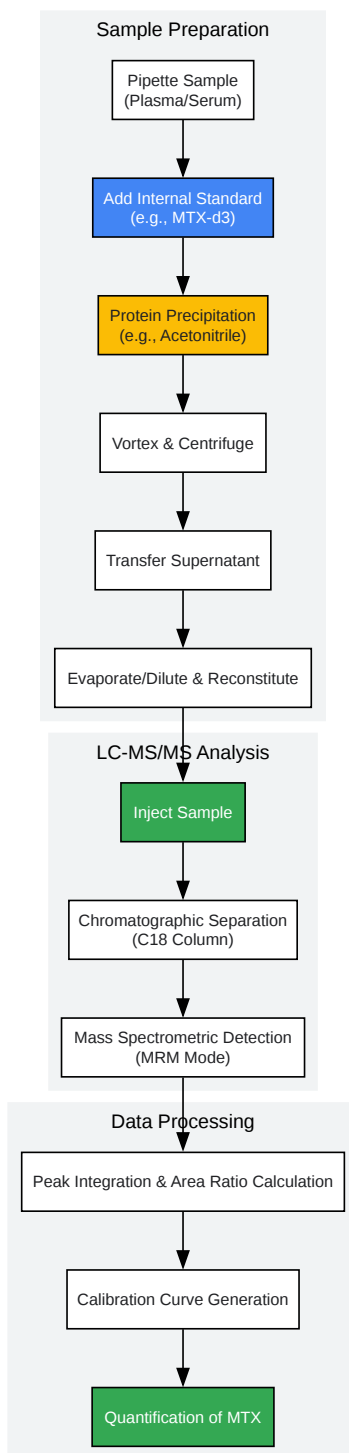 Sample Preparation
Pipette Sample
(Plasma/Serum)
Add Internal Standard
(e.g., MTX-d3)
Protein Precipitation
(e.g., Acetonitrile)
Vortex & Centrifuge
Transfer Supernatant
Evaporate/Dilute & Reconstitute
LC-MS/MS Analysis
Inject Sample
Chromatographic Separation
(C18 Column)
Mass Spectrometric Detection
(MRM Mode)
Data Processing
Peak Integration & Area Ratio Calculation
Calibration Curve Generation
Quantification of MTX